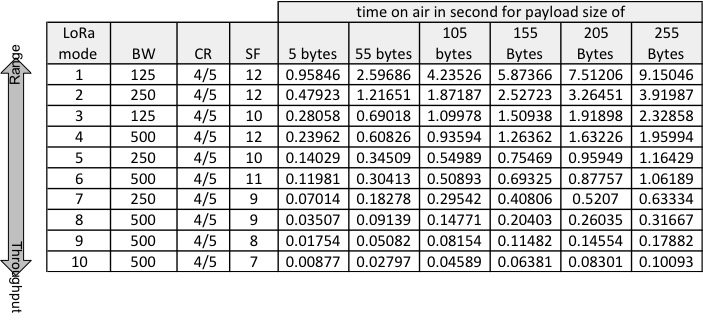 time on air in second for payload size of
LoRa mode BW CR SF 5 bytes 55 bytes 105 bytes 155 Bytes 205 Bytes 255 Bytes
1 125 4/5 12 0.95846 2.59686 4.23526 5.87366 7.51206 9.15046
2 250 4/5 12 0.47923 1.21651 1.87187 2.52723 3.26451 3.91987
3 125 4/5 10 0.28058 0.69018 1.09978 1.50938 1.91898 2.32858
4 500 4/5 12 0.23962 0.60826 0.93594 1.26362 1.63226 1.95994
5 250 4/5 10 0.14029 0.34509 0.54989 0.75469 0.95949 1.16429
6 500 4/5 11 0.11981 0.30413 0.50893 0.69325 0.87757 1.06189
7 250 4/5 9 0.07014 0.18278 0.29542 0.40806 0.5207 0.63334
8 500 4/5 9 0.03507 0.09139 0.14771 0.20403 0.26035 0.31667
9 500 4/5 8 0.01754 0.05082 0.08154 0.11482 0.14554 0.17882
10 500 4/5 7 0.00877 0.02797 0.04589 0.06381 0.08301 0.10093
Range
Throughput